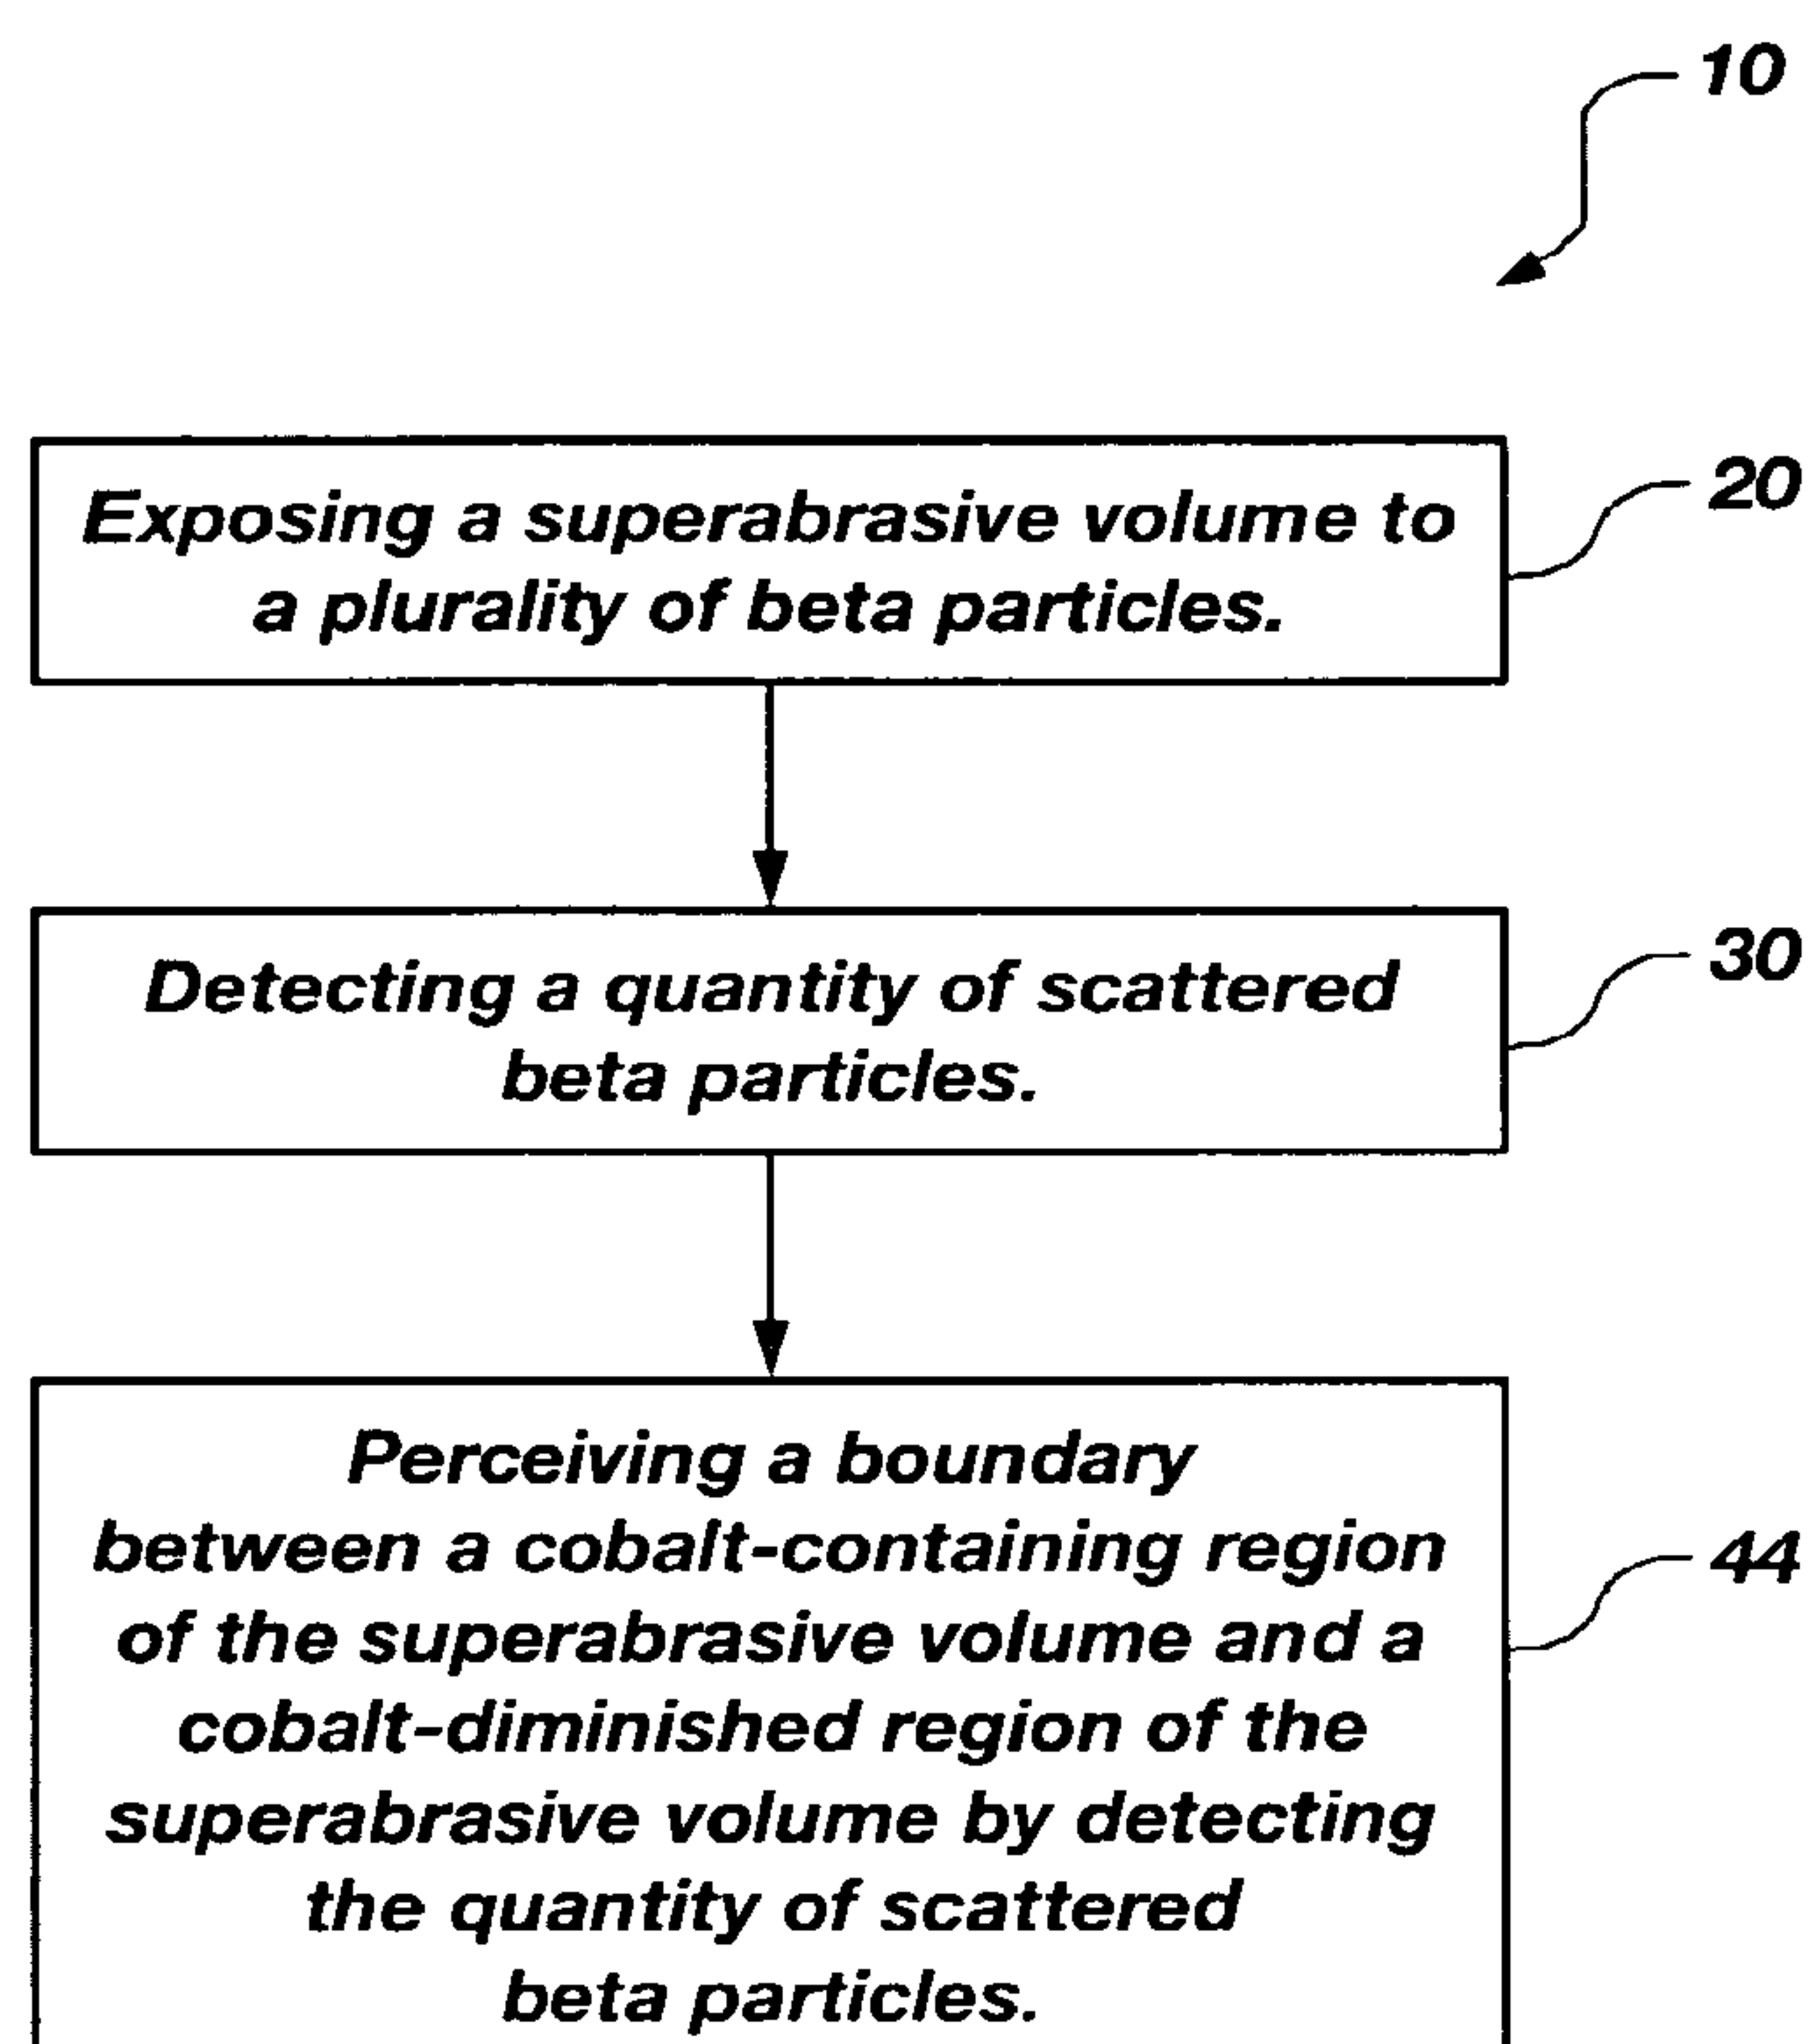 10
Exposing a superabrasive volume to
a plurality of beta particles.
20
Detecting a quantity of scattered
beta particles.
30
Perceiving a boundary
between a cobalt-containing region
of the superabrasive volume and a
cobalt-diminished region of the
superabrasive volume by detecting
the quantity of scattered
beta particles.
44